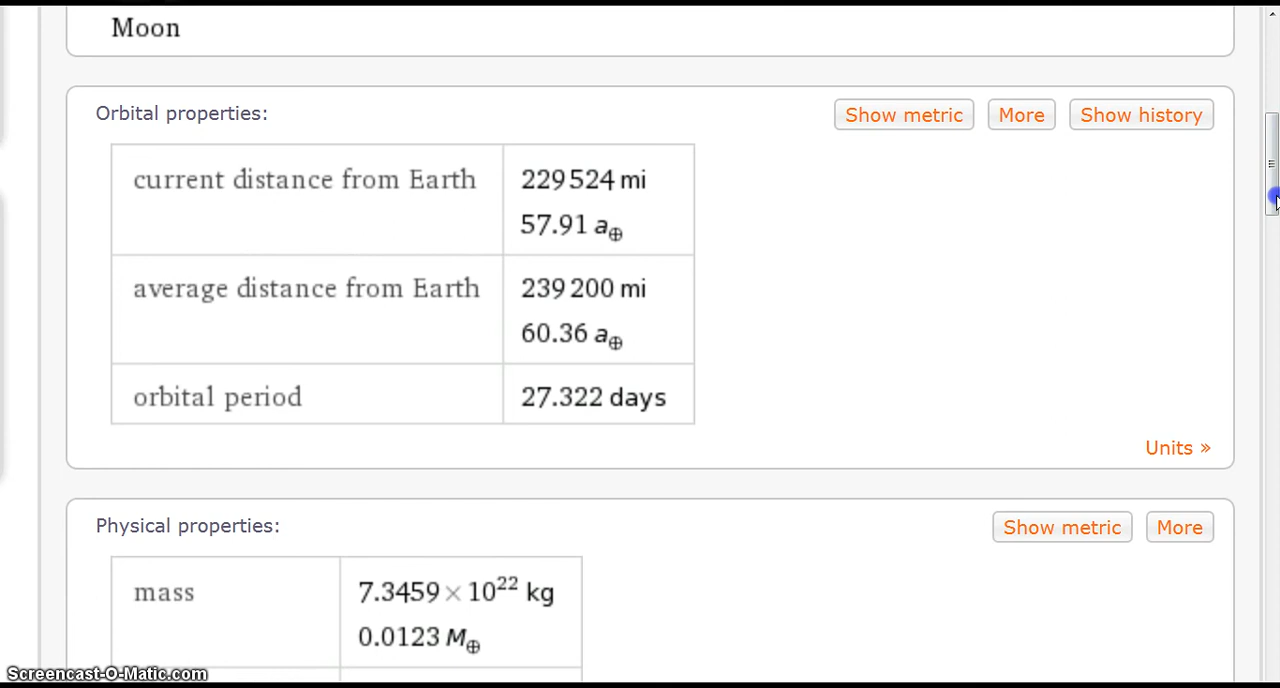 Moon
Orbital properties:
Show metric
More
Show history
current distance from Earth
229524 mi
57.91 a⊕
average distance from Earth
239200 mi
60.36 a⊕
orbital period
27.322 days
Units »
Physical properties:
Show metric
More
mass
7.3459×10²² kg
0.0123 M⊕
Screencast-O-Matic.com